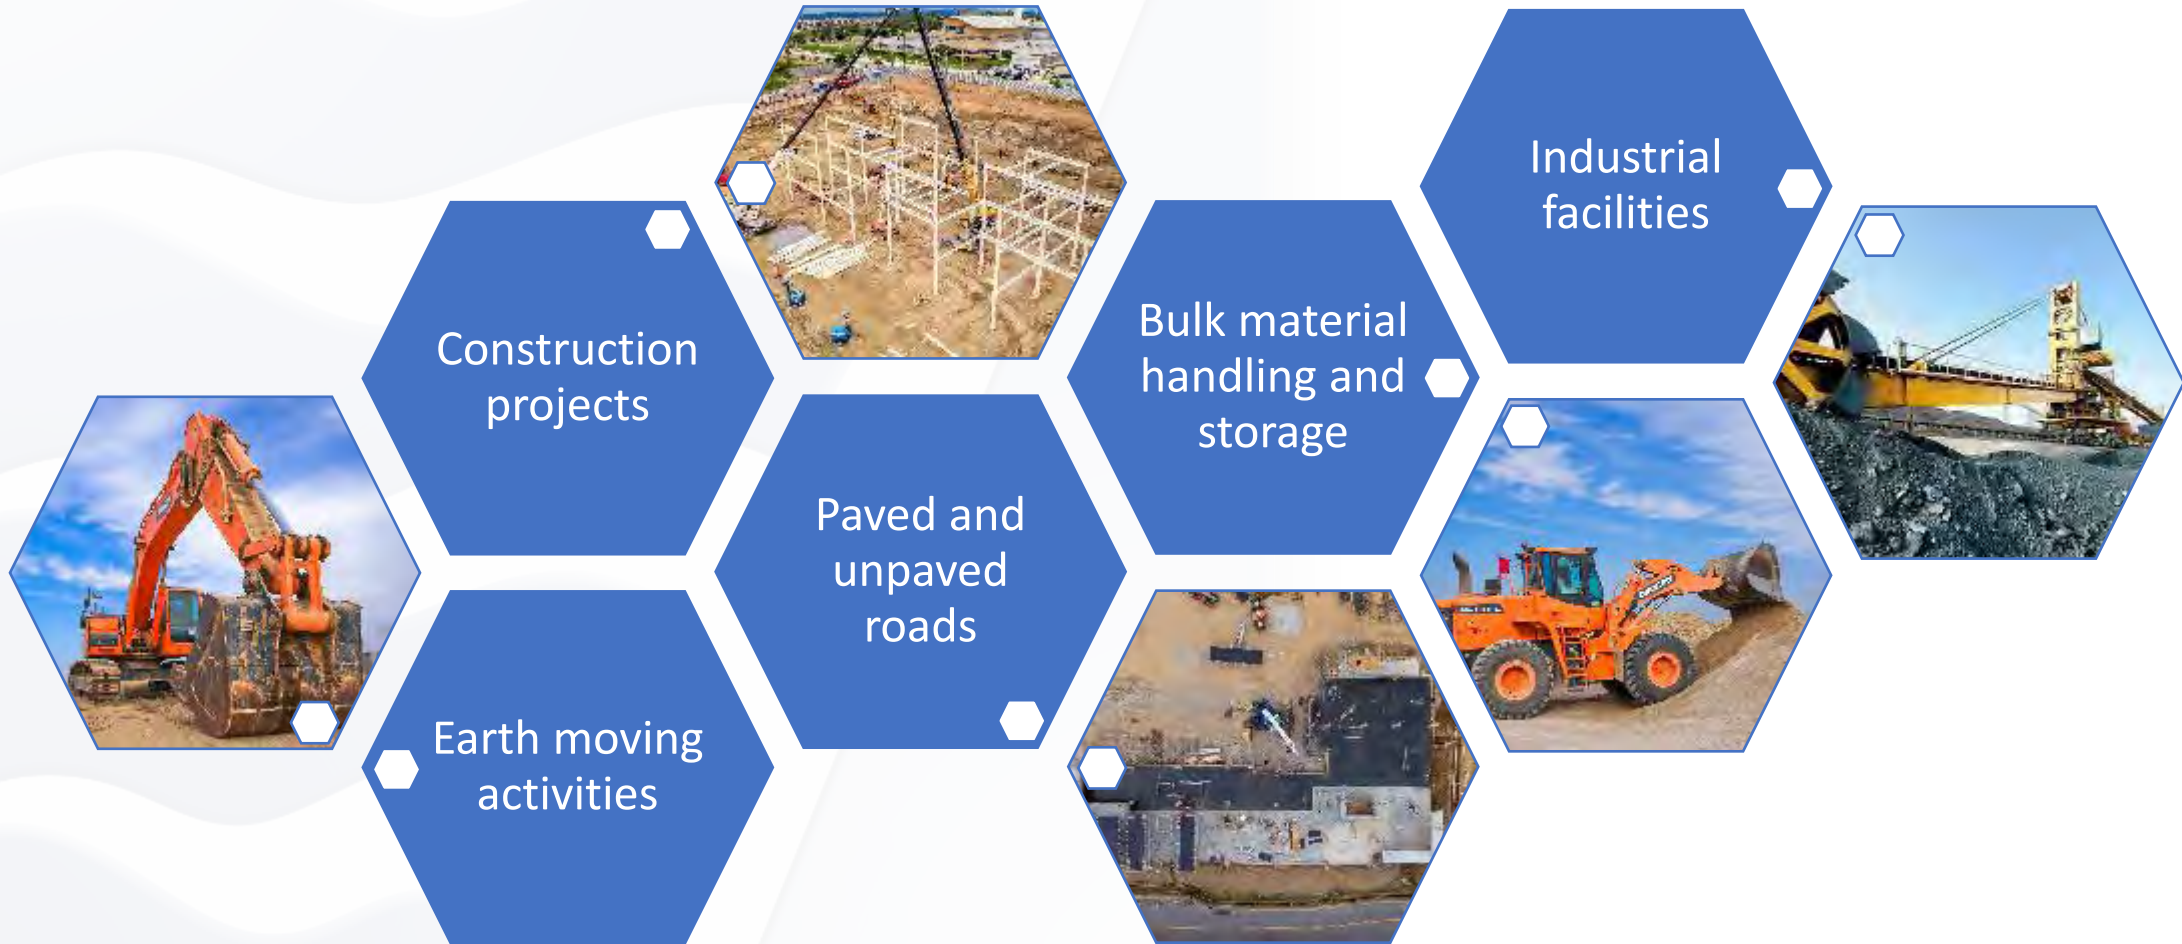 Construction
projects
Earth moving
activities
Paved and
unpaved
roads
Bulk material
handling and
storage
Industrial
facilities